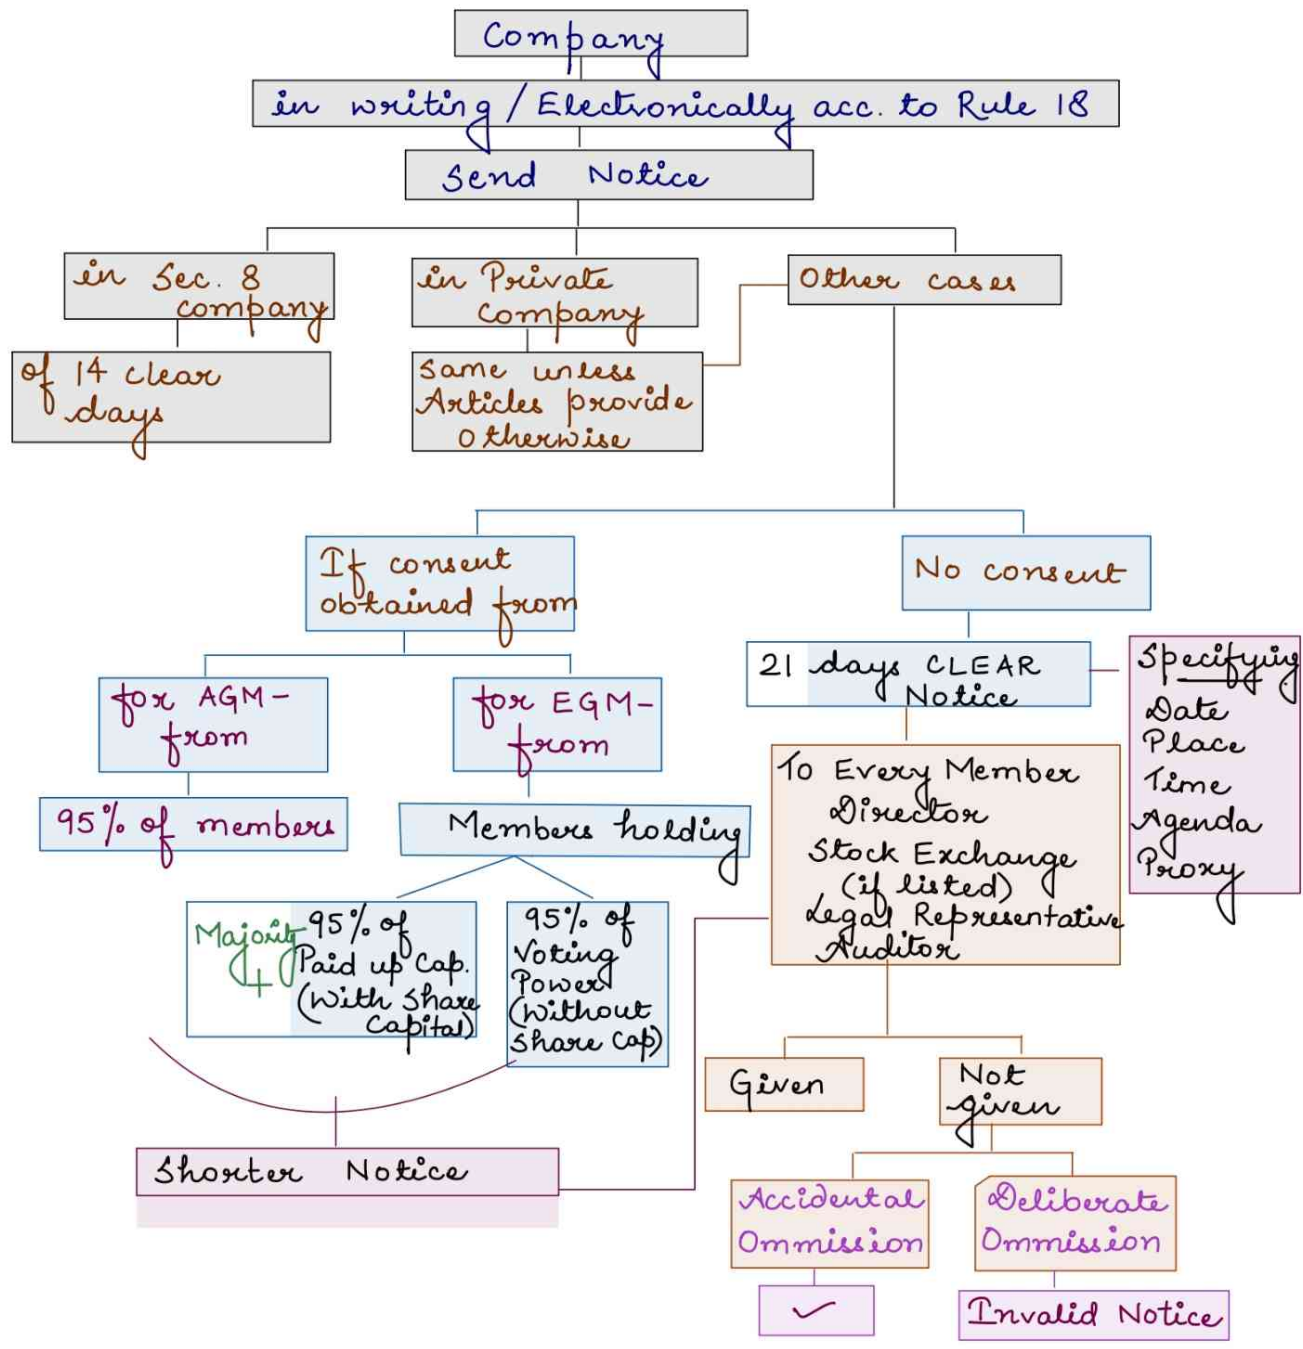 Company
in writing / Electronically acc. to Rule 18
Send Notice
in Sec. 8
company
of 14 clear
days
in Private
company
Same unless
Articles provide
otherwise
Other cases
If consent
obtained from
No consent
for AGM-
from
95% of members
for EGM-
from
Members holding
Majority
+
95% of
Paid up Cap.
(With Share
Capital)
95% of
Voting
Power
(Without
Share Cap)
Shorter Notice
21 days CLEAR
Notice
Specifying
Date
Place
Time
Agenda
Proxy
To Every Member
Director
Stock Exchange
(if listed)
Legal Representative
Auditor
Given
Not
given
Accidental
Ommission
✓
Deliberate
Ommission
Invalid Notice